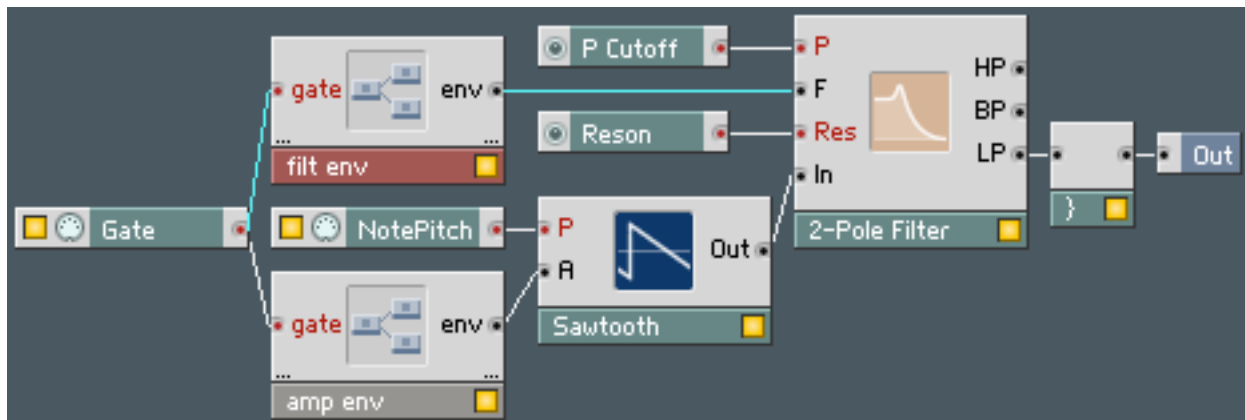 gate env
... ...
filt env
P Cutoff
Reson
P
F
Res
In
HP
BP
LP
2-Pole Filter
}
Out
Gate
NotePitch
P
A
Out
Sawtooth
gate env
... ...
amp env